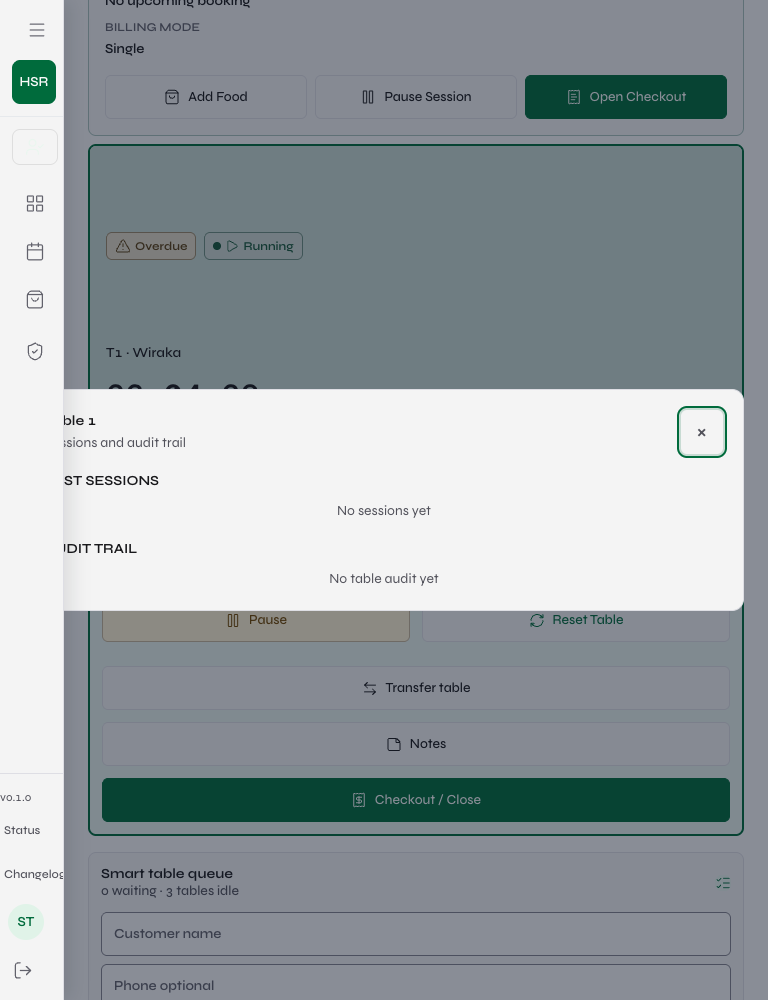 No upcoming booking
BILLING MODE
Single
HSR
Add Food
Pause Session
Open Checkout
Overdue
Running
T1 · Wiraka
ble 1
ssions and audit trail
×
ST SESSIONS
No sessions yet
UDIT TRAIL
No table audit yet
Pause
Reset Table
Transfer table
Notes
Checkout / Close
v0.1.0
Status
Changelog
ST
Smart table queue
0 waiting · 3 tables idle
Customer name
Phone optional